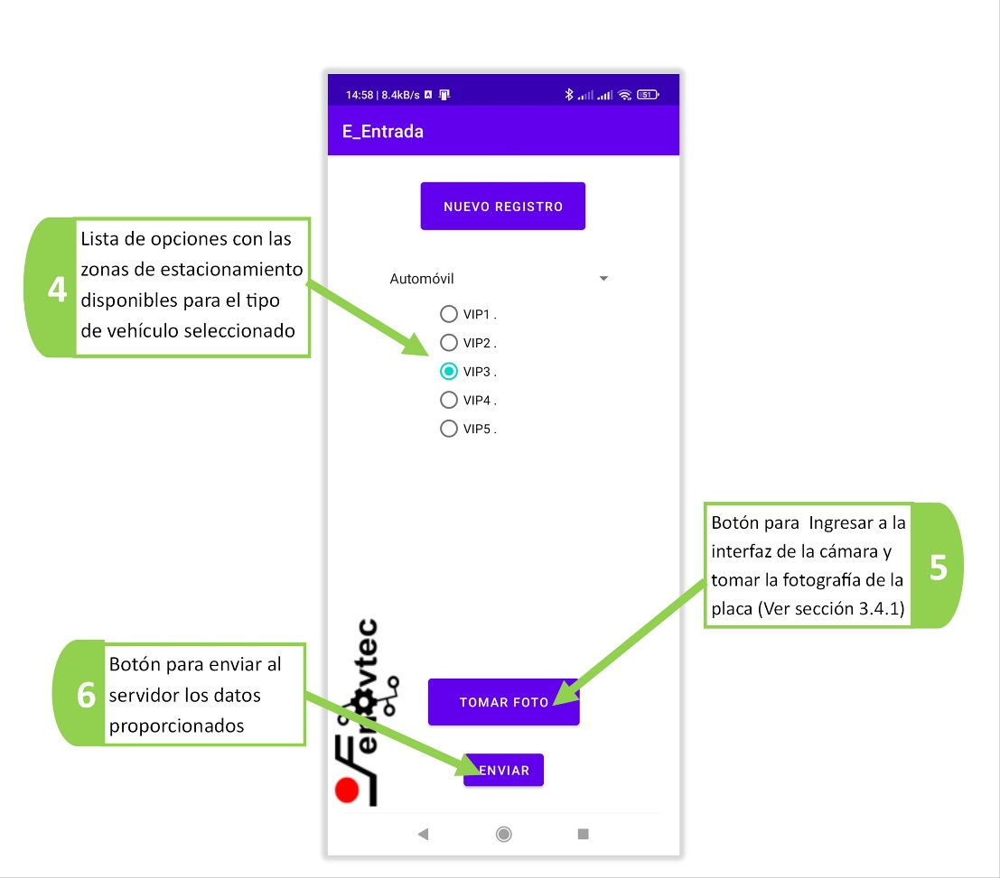 14:58 | 8.4kB/s
51
E_Entrada
NUEVO REGISTRO
4
Lista de opciones con las
zonas de estacionamiento
disponibles para el tipo
de vehículo seleccionado
Automóvil
VIP1 .
VIP2 .
VIP3 .
VIP4 .
VIP5 .
5
Botón para  Ingresar a la
interfaz de la cámara y
tomar la fotografía de la
placa (Ver sección 3.4.1)
6
Botón para enviar al
servidor los datos
proporcionados
TOMAR FOTO
ENVIAR